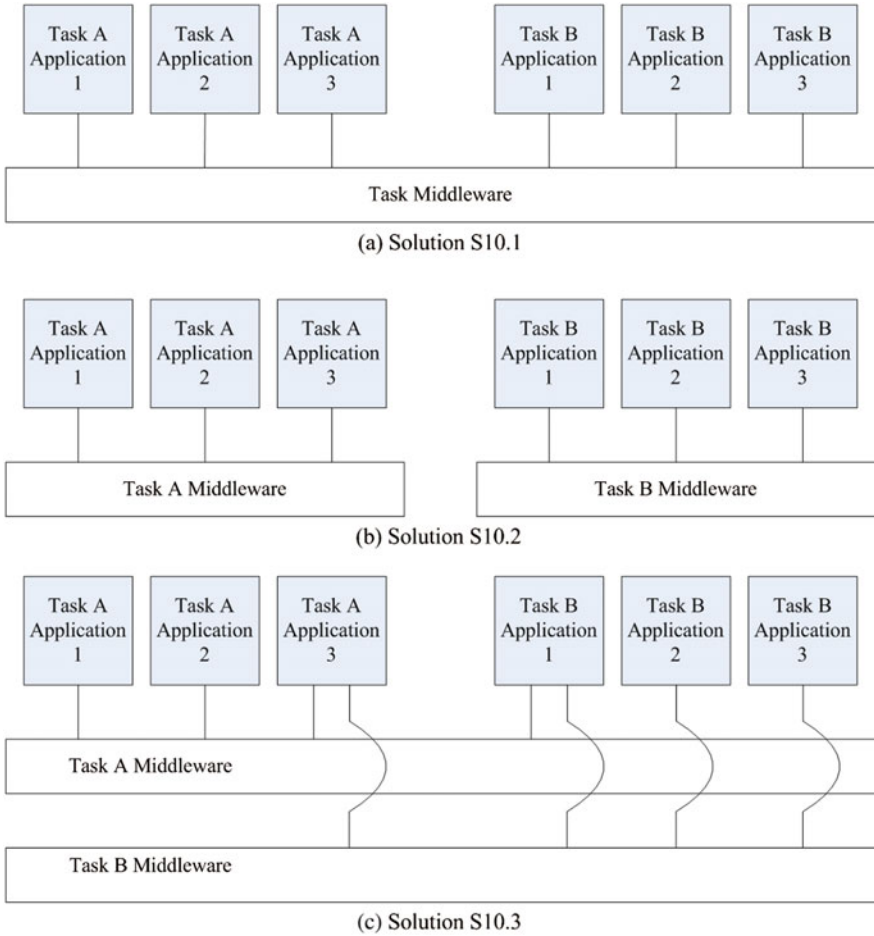 Task A
Application
1
Task A
Application
2
Task A
Application
3
Task B
Application
1
Task B
Application
2
Task B
Application
3
Task Middleware
(a) Solution S10.1
Task A
Application
1
Task A
Application
2
Task A
Application
3
Task B
Application
1
Task B
Application
2
Task B
Application
3
Task A Middleware
Task B Middleware
(b) Solution S10.2
Task A
Application
1
Task A
Application
2
Task A
Application
3
Task B
Application
1
Task B
Application
2
Task B
Application
3
Task A Middleware
Task B Middleware
(c) Solution S10.3